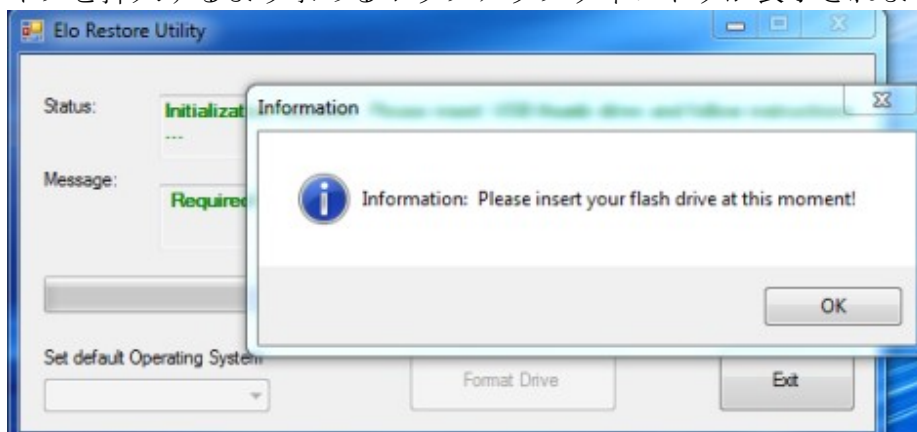 Elo Restore Utility
Status:
Initializat
---
Message:
Required
Information
Information: Please insert your flash drive at this moment!
OK
Set default Operating System
Format Drive
Exit